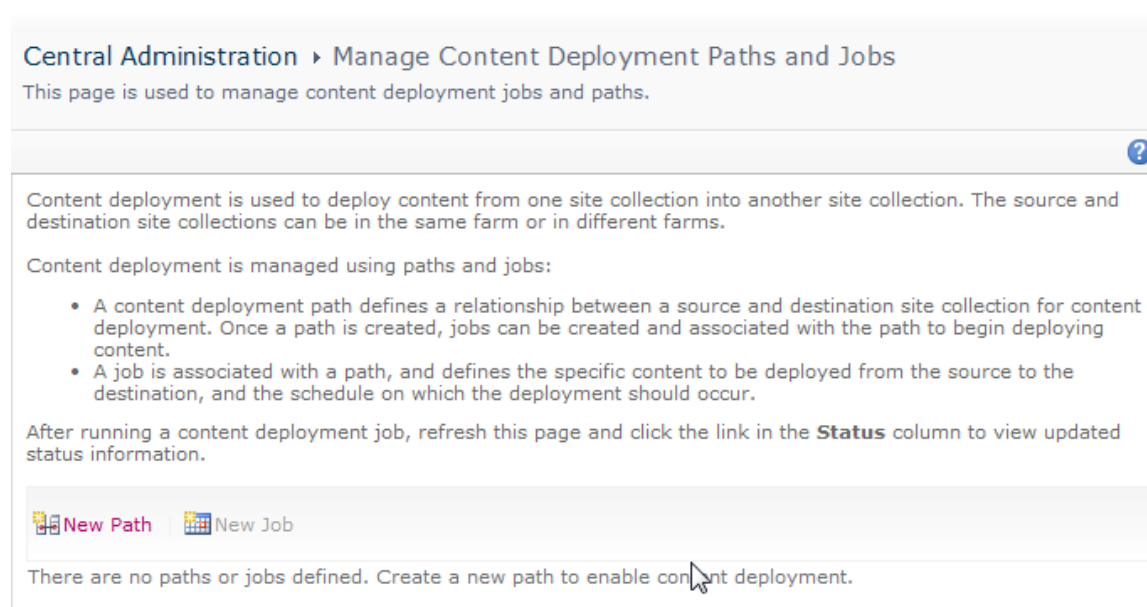 Central Administration ▸ Manage Content Deployment Paths and Jobs
This page is used to manage content deployment jobs and paths.
?
Content deployment is used to deploy content from one site collection into another site collection. The source and
destination site collections can be in the same farm or in different farms.
Content deployment is managed using paths and jobs:
• A content deployment path defines a relationship between a source and destination site collection for content
deployment. Once a path is created, jobs can be created and associated with the path to begin deploying
content.
• A job is associated with a path, and defines the specific content to be deployed from the source to the
destination, and the schedule on which the deployment should occur.
After running a content deployment job, refresh this page and click the link in the Status column to view updated
status information.
New Path New Job
There are no paths or jobs defined. Create a new path to enable content deployment.